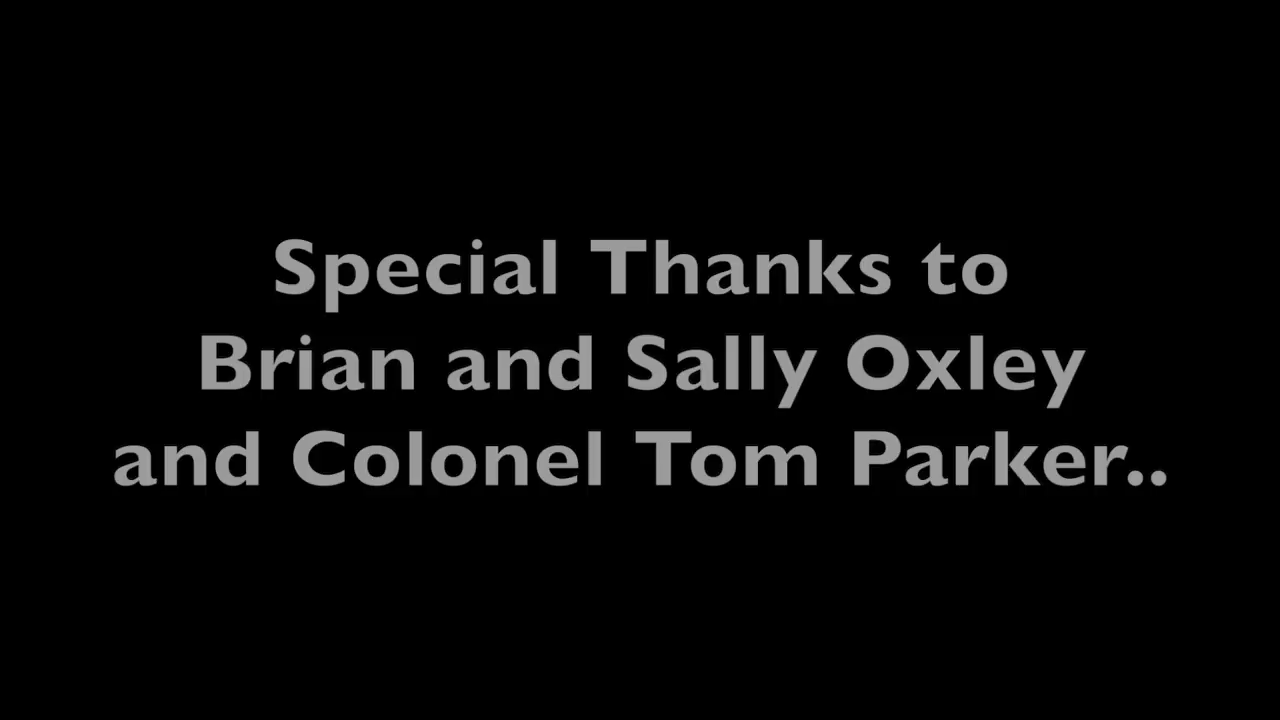 Special Thanks to
Brian and Sally Oxley
and Colonel Tom Parker..